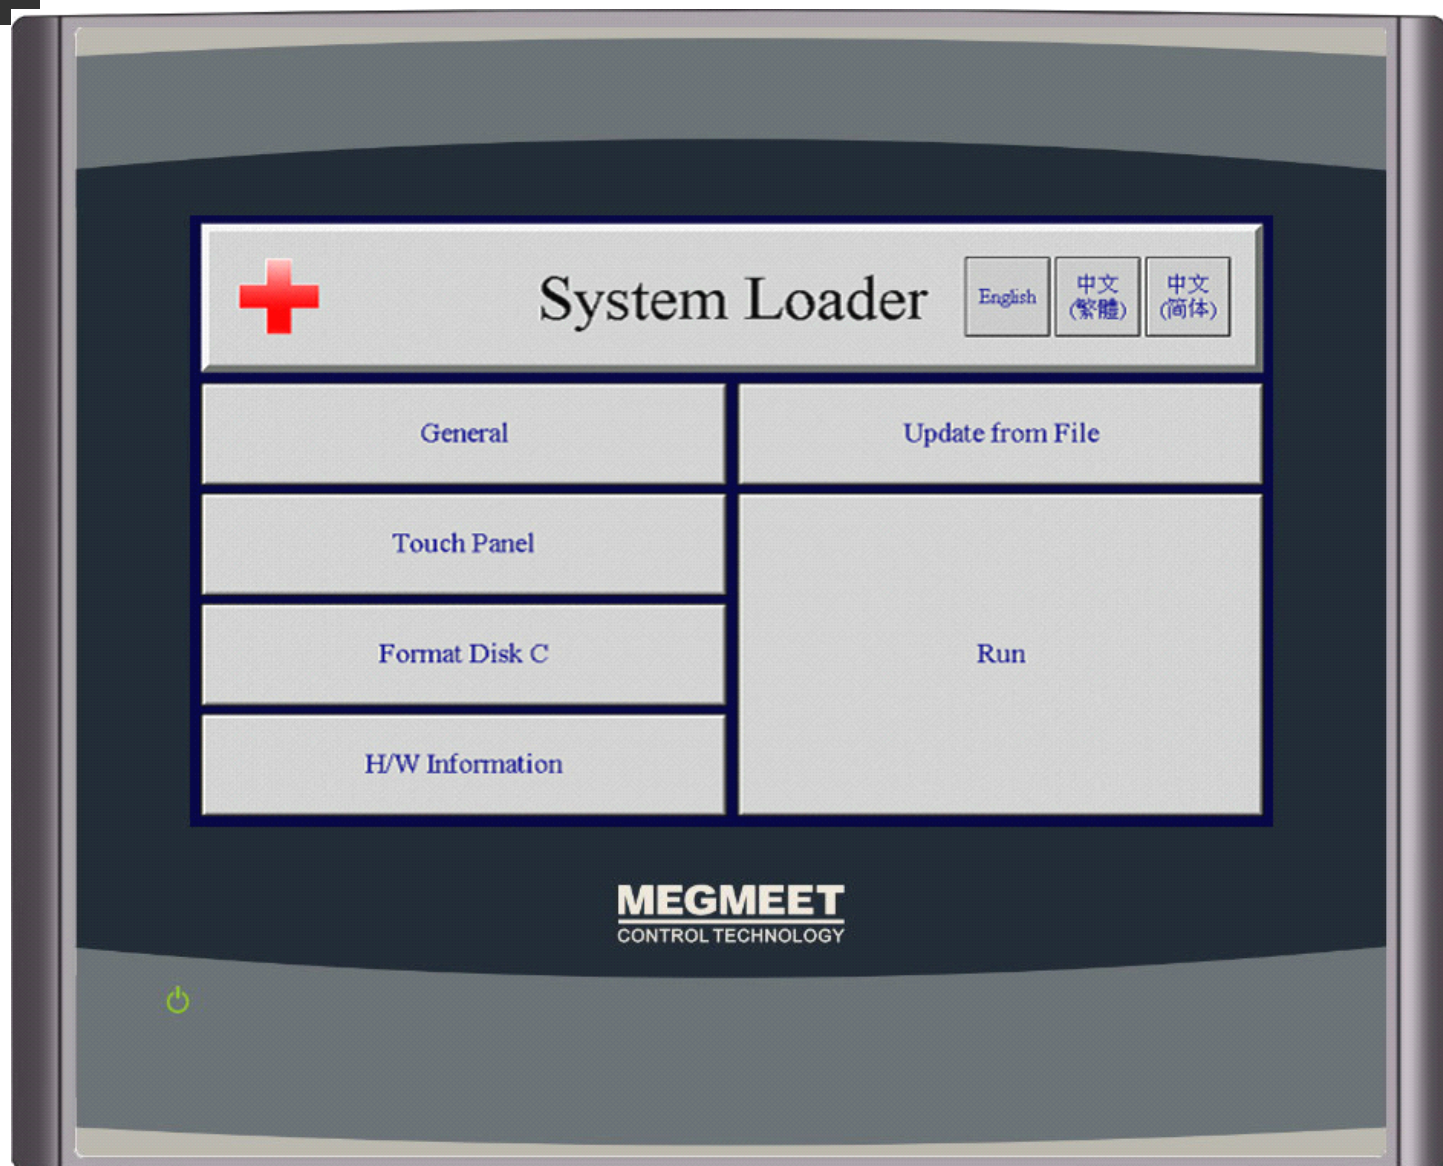 System Loader
English
中文
(繁體)
中文
(简体)
General
Update from File
Touch Panel
Format Disk C
Run
H/W Information
MEGMEET
CONTROL TECHNOLOGY